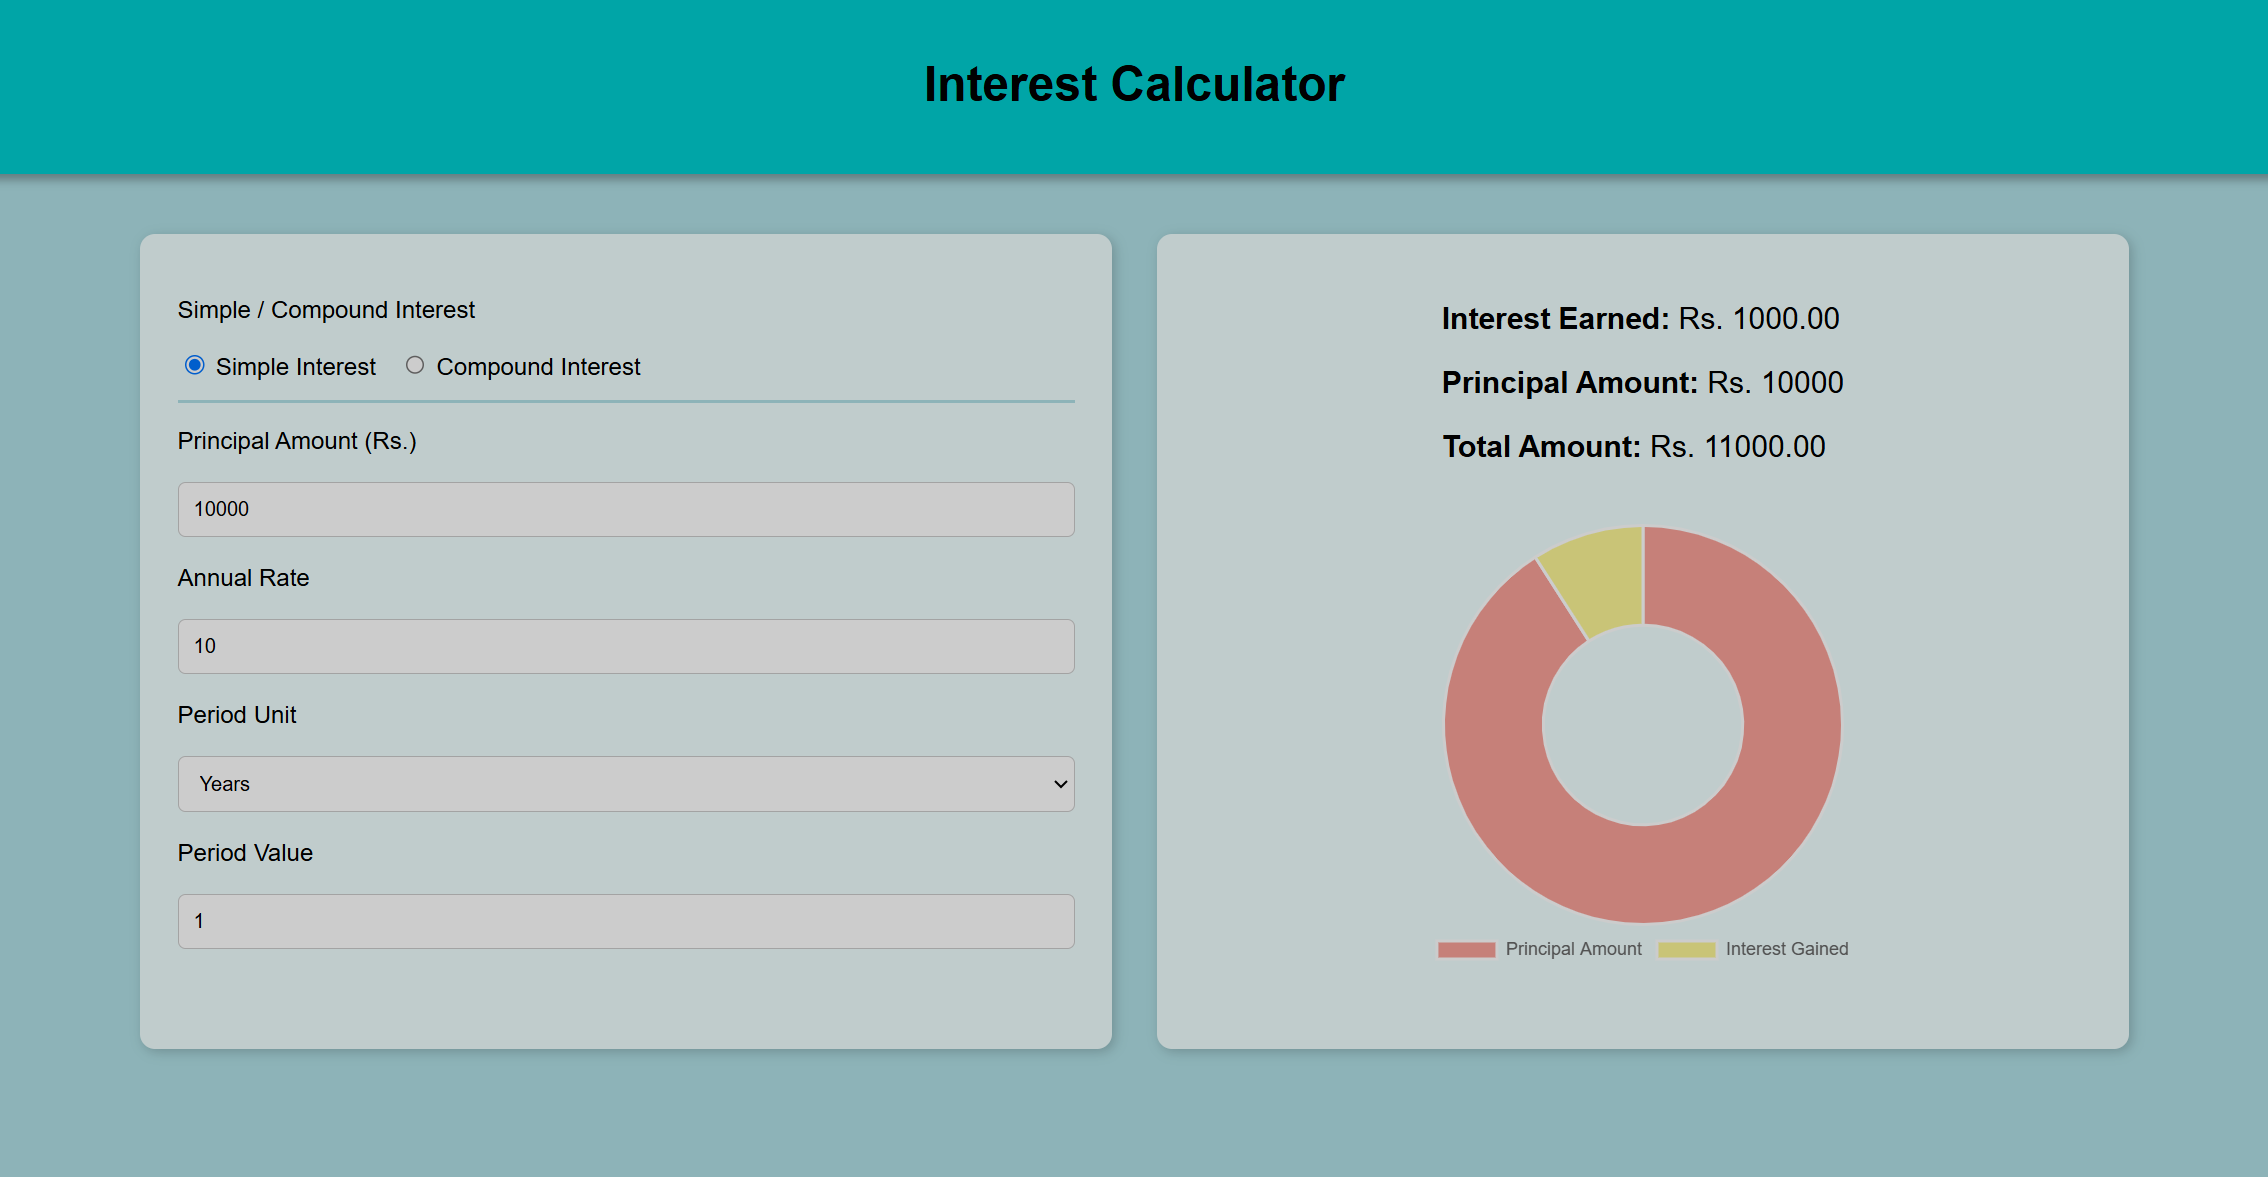 Interest Calculator
Simple / Compound Interest
Simple Interest Compound Interest
Principal Amount (Rs.)
10000
Annual Rate
10
Period Unit
Years
Period Value
1
Interest Earned: Rs. 1000.00
Principal Amount: Rs. 10000
Total Amount: Rs. 11000.00
Principal Amount Interest Gained